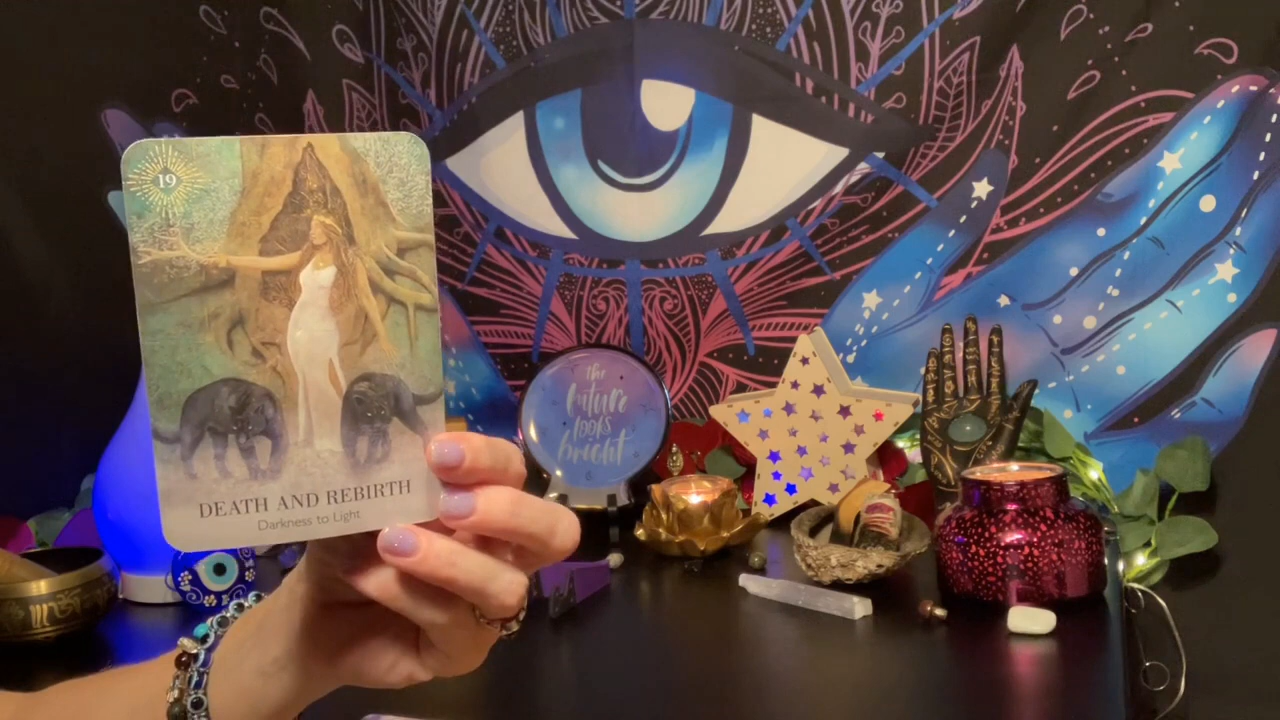 19
DEATH AND REBIRTH
Darkness to Light
the
future
looks
bright